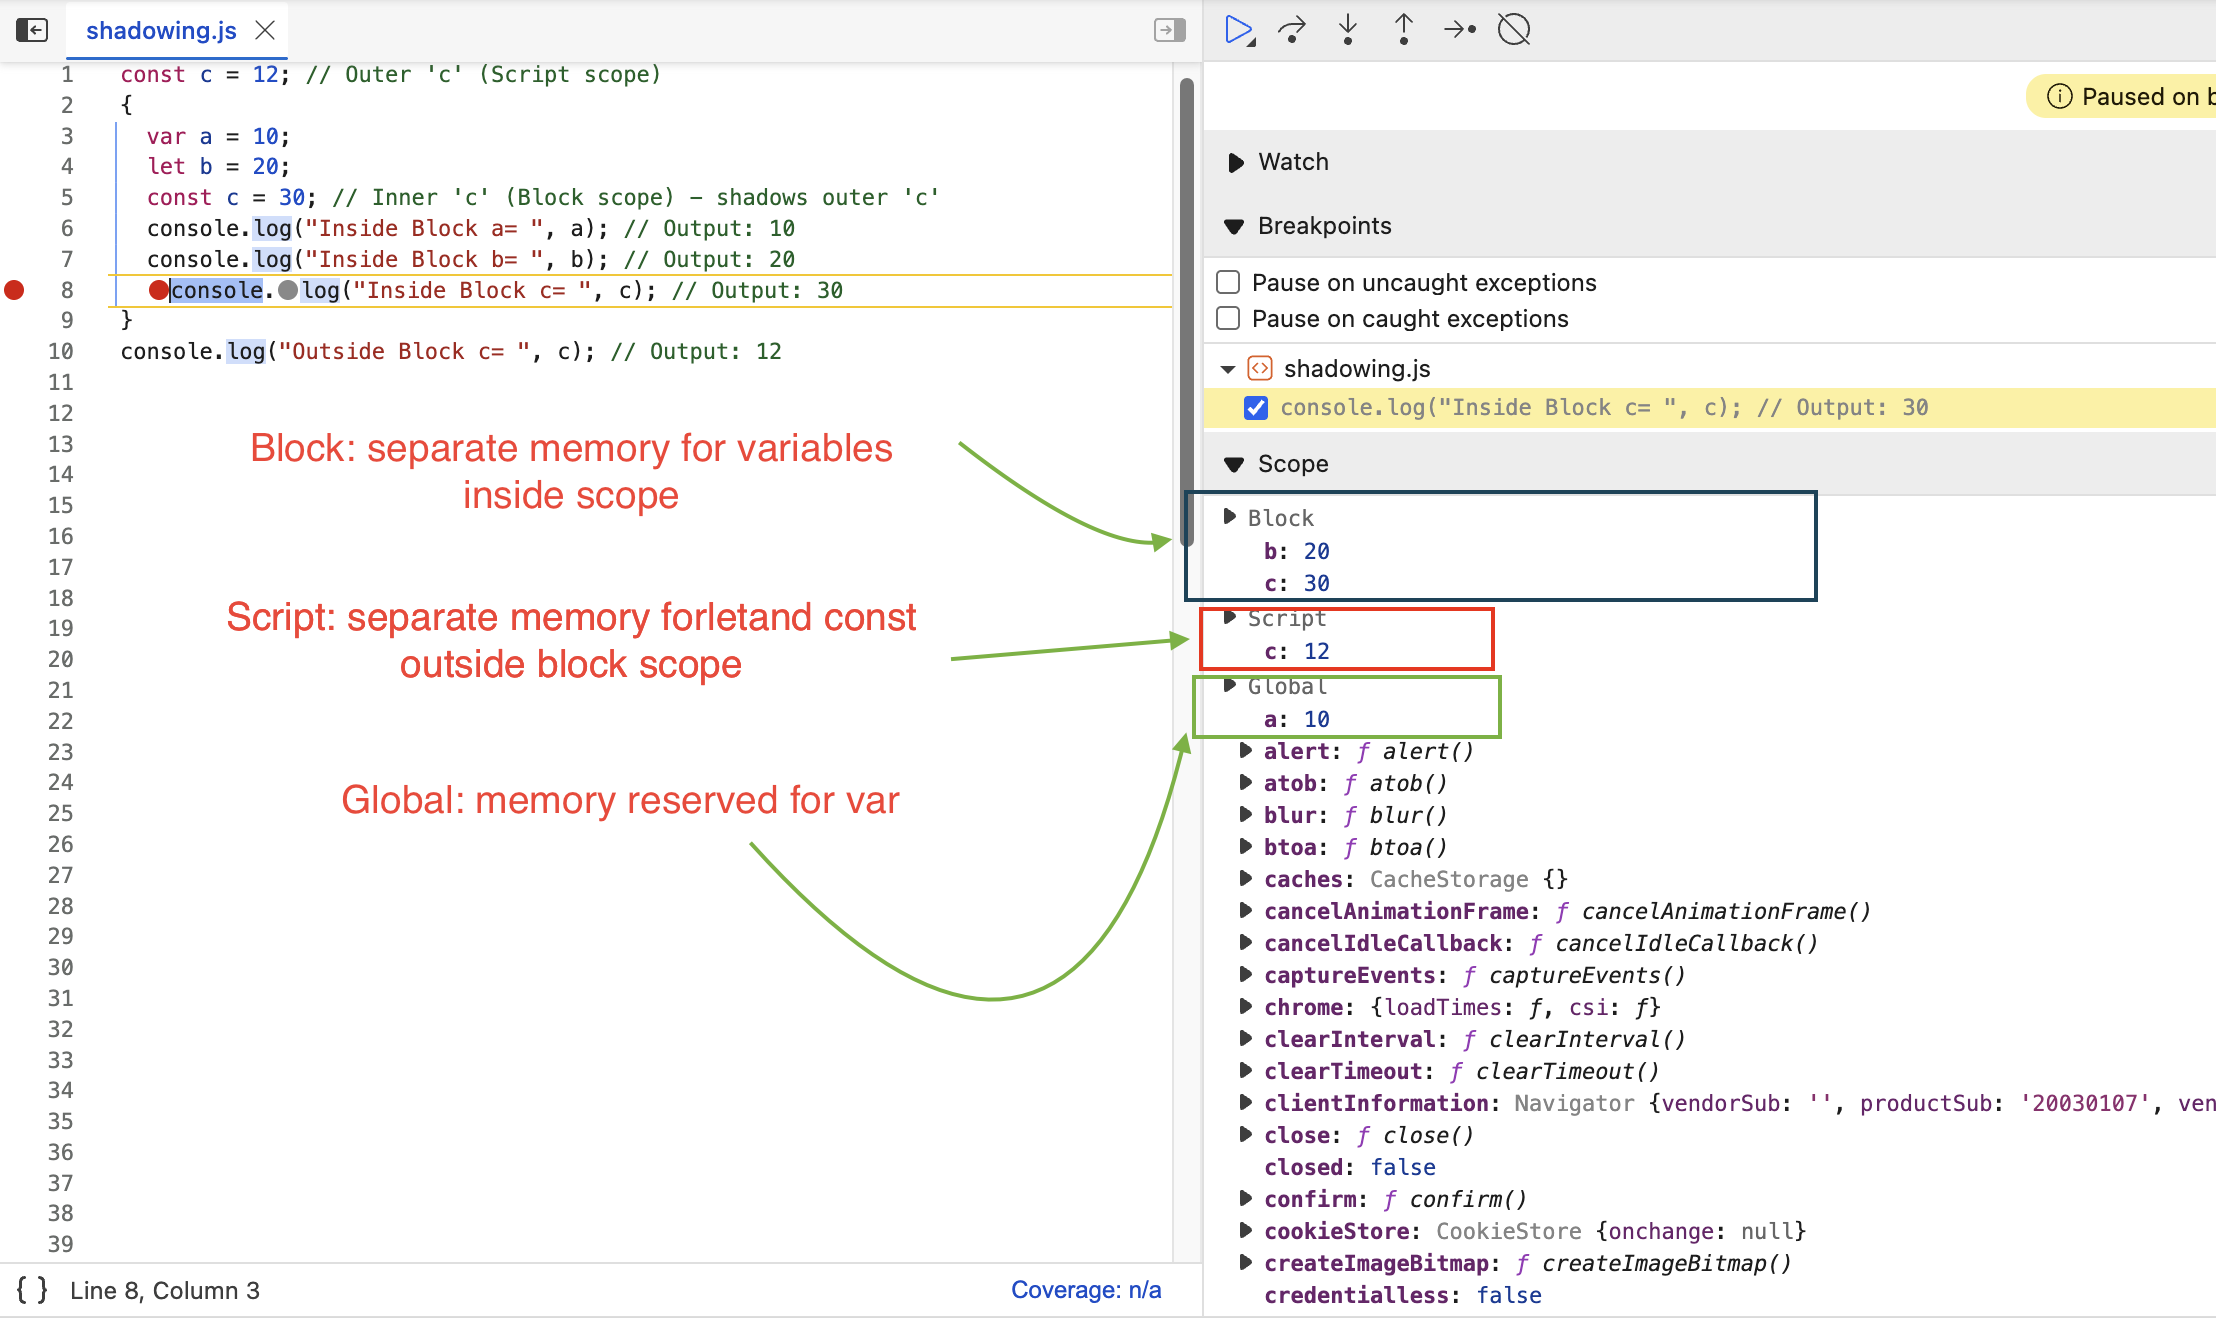 shadowing.js
1 const c = 12; // Outer 'c' (Script scope)
2 {
3 var a = 10;
4 let b = 20;
5 const c = 30; // Inner 'c' (Block scope) – shadows outer 'c'
6 console.log("Inside Block a= ", a); // Output: 10
7 console.log("Inside Block b= ", b); // Output: 20
8 console.log("Inside Block c= ", c); // Output: 30
9 }
10 console.log("Outside Block c= ", c); // Output: 12
11
12
13
14
15
16
17
18
19
20
21
22
23
24
25
26
27
28
29
30
31
32
33
34
35
36
37
38
39
Block: separate memory for variables
inside scope
Script: separate memory forletand const
outside block scope
Global: memory reserved for var
{ } Line 8, Column 3
Coverage: n/a
Paused on b
Watch
Breakpoints
Pause on uncaught exceptions
Pause on caught exceptions
shadowing.js
console.log("Inside Block c= ", c); // Output: 30
Scope
Block
b: 20
c: 30
Script
c: 12
Global
a: 10
alert: ƒ alert()
atob: ƒ atob()
blur: ƒ blur()
btoa: ƒ btoa()
caches: CacheStorage {}
cancelAnimationFrame: ƒ cancelAnimationFrame()
cancelIdleCallback: ƒ cancelIdleCallback()
captureEvents: ƒ captureEvents()
chrome: {loadTimes: ƒ, csi: ƒ}
clearInterval: ƒ clearInterval()
clearTimeout: ƒ clearTimeout()
clientInformation: Navigator {vendorSub: '', productSub: '20030107', ven
close: ƒ close()
closed: false
confirm: ƒ confirm()
cookieStore: CookieStore {onchange: null}
createImageBitmap: ƒ createImageBitmap()
credentialless: false